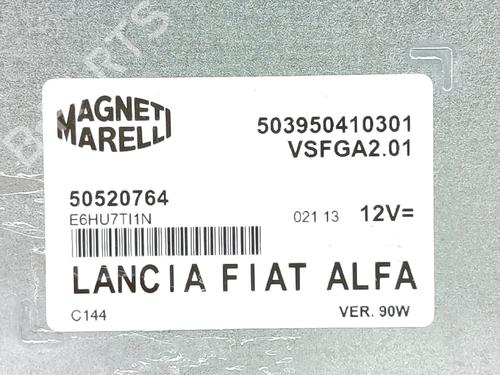 MAGNETI
MARELLI
503950410301
VSFGA2.01
50520764
E6HU7TI1N
021 13 12V=
LANCIA FIAT ALFA
C144
VER. 90W